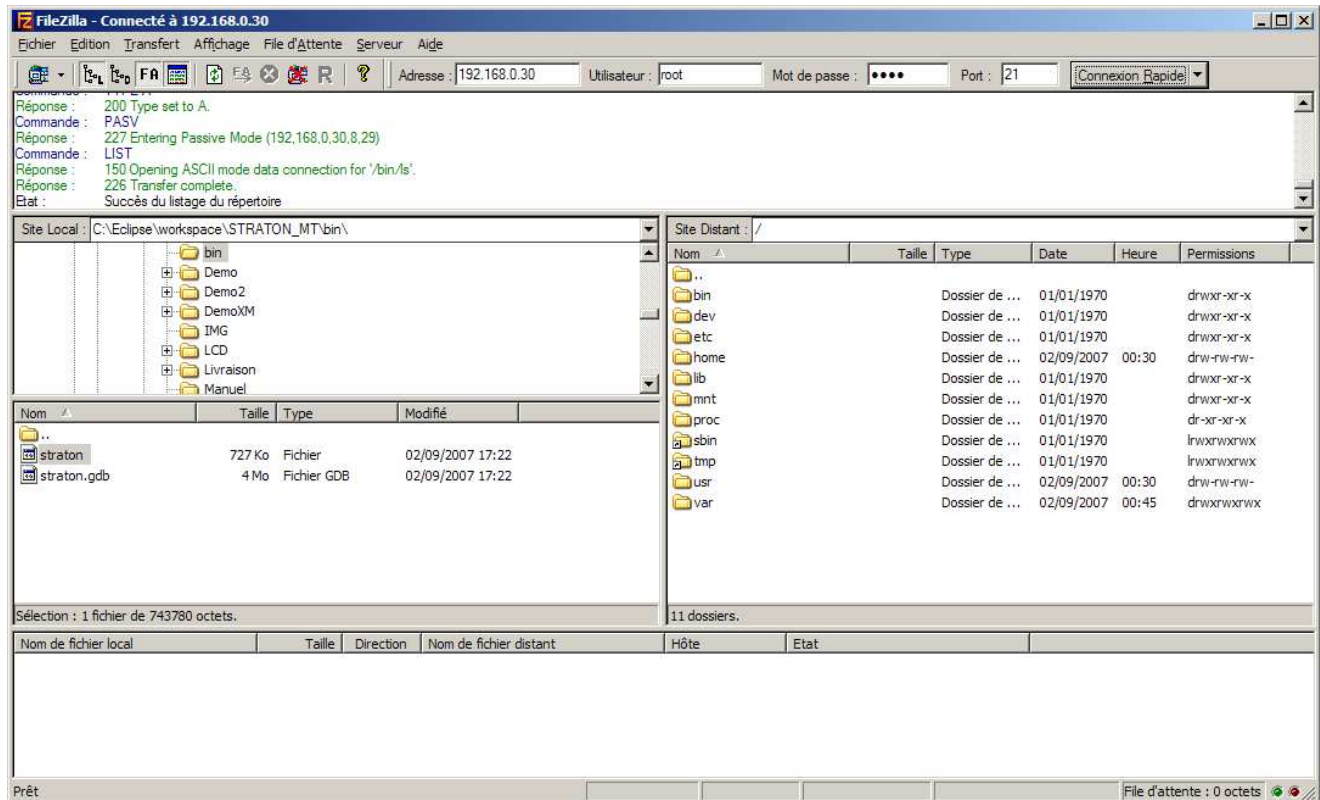 FileZilla - Connecté à 192.168.0.30
Fichier Edition Transfert Affichage File d'Attente Serveur Aide
Adresse : 192.168.0.30 Utilisateur : root Mot de passe : •••• Port : 21 Connexion Rapide
Réponse : 200 Type set to A.
Commande : PASV
Réponse : 227 Entering Passive Mode (192,168,0,30,8,29)
Commande : LIST
Réponse : 150 Opening ASCII mode data connection for '/bin/ls'.
Réponse : 226 Transfer complete.
Etat : Succès du listage du répertoire
Site Local : C:\Eclipse\workspace\STRATON_MT\bin\
bin
Demo
Demo2
DemoXM
IMG
LCD
Livraison
Manuel
Nom Taille Type Modifié
..
straton 727 Ko Fichier 02/09/2007 17:22
straton.gdb 4 Mo Fichier GDB 02/09/2007 17:22
Sélection : 1 fichier de 743780 octets.
Site Distant : /
Nom Taille Type Date Heure Permissions
..
bin Dossier de ... 01/01/1970 drwxr-xr-x
dev Dossier de ... 01/01/1970 drwxr-xr-x
etc Dossier de ... 01/01/1970 drwxr-xr-x
home Dossier de ... 02/09/2007 00:30 drw-rw-rw-
lib Dossier de ... 01/01/1970 drwxr-xr-x
mnt Dossier de ... 01/01/1970 drwxr-xr-x
proc Dossier de ... 01/01/1970 dr-xr-xr-x
sbin Dossier de ... 01/01/1970 lrwxrwxrwx
tmp Dossier de ... 01/01/1970 lrwxrwxrwx
usr Dossier de ... 02/09/2007 00:30 drw-rw-rw-
var Dossier de ... 02/09/2007 00:45 drwxrwxrwx
11 dossiers.
Nom de fichier local Taille Direction Nom de fichier distant Hôte Etat
Prêt
File d'attente : 0 octets